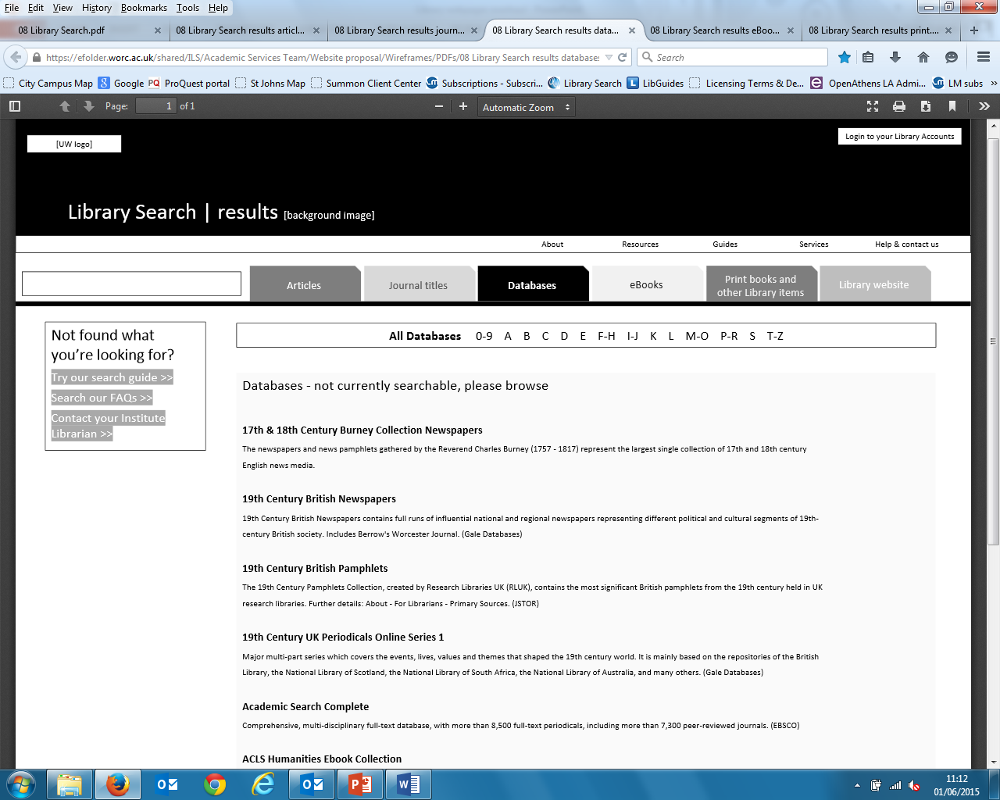 File Edit View History Bookmarks Tools Help
08 Library Search.pdf 08 Library Search results articl... 08 Library Search results journ... 08 Library Search results data... 08 Library Search results eBoo... 08 Library Search results print....
https://efolder.worc.ac.uk/shared/ILS/Academic Services Team/Website proposal/Wireframes/PDFs/08 Library Search results database Search
City Campus Map Google ProQuest portal St Johns Map Summon Client Center Subscriptions - Subscri... Library Search LibGuides Licensing Terms & De... OpenAthens LA Admi... LM subs
Page: 1 of 1 Automatic Zoom
[UW logo]
Login to your Library Accounts
Library Search | results [background image]
About Resources Guides Services Help & contact us
Articles Journal titles Databases eBooks Print books and
other Library items Library website
Not found what
you're looking for?
Try our search guide >>
Search our FAQs >>
Contact your Institute
Librarian >>
All Databases 0-9 A B C D E F-H I-J K L M-O P-R S T-Z
Databases - not currently searchable, please browse
17th & 18th Century Burney Collection Newspapers
The newspapers and news pamphlets gathered by the Reverend Charles Burney (1757 - 1817) represent the largest single collection of 17th and 18th century
English news media.
19th Century British Newspapers
19th Century British Newspapers contains full runs of influential national and regional newspapers representing different political and cultural segments of 19th-
century British society. Includes Berrow's Worcester Journal. (Gale Databases)
19th Century British Pamphlets
The 19th Century Pamphlets Collection, created by Research Libraries UK (RLUK), contains the most significant British pamphlets from the 19th century held in UK
research libraries. Further details: About - For Librarians - Primary Sources. (JSTOR)
19th Century UK Periodicals Online Series 1
Major multi-part series which covers the events, lives, values and themes that shaped the 19th century world. It is mainly based on the repositories of the British
Library, the National Library of Scotland, the National Library of South Africa, the National Library of Australia, and many others. (Gale Databases)
Academic Search Complete
Comprehensive, multi-disciplinary full-text database, with more than 8,500 full-text periodicals, including more than 7,300 peer-reviewed journals. (EBSCO)
ACLS Humanities Ebook Collection
11:12
01/06/2015